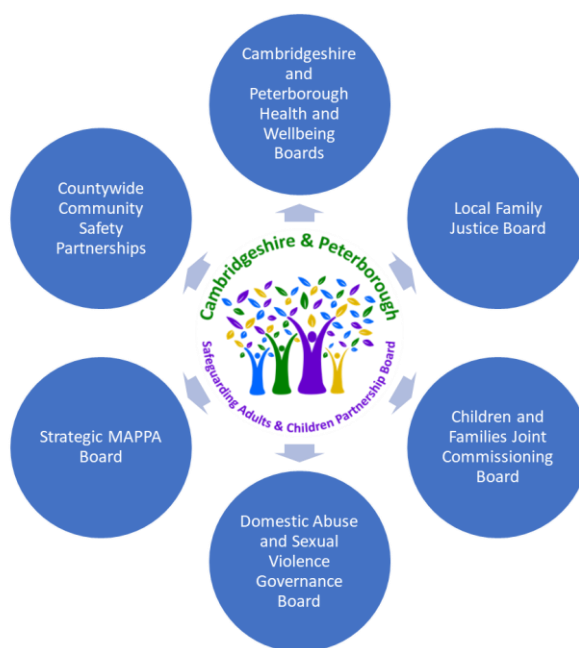 Cambridgeshire
and
Peterborough
Health and
Wellbeing
Boards
Countywide
Community
Safety
Partnerships
Local Family
Justice Board
Cambridgeshire & Peterborough
Safeguarding Adults & Children Partnership Board
Strategic MAPPA
Board
Children and
Families Joint
Commissioning
Board
Domestic Abuse
and Sexual
Violence
Governance
Board